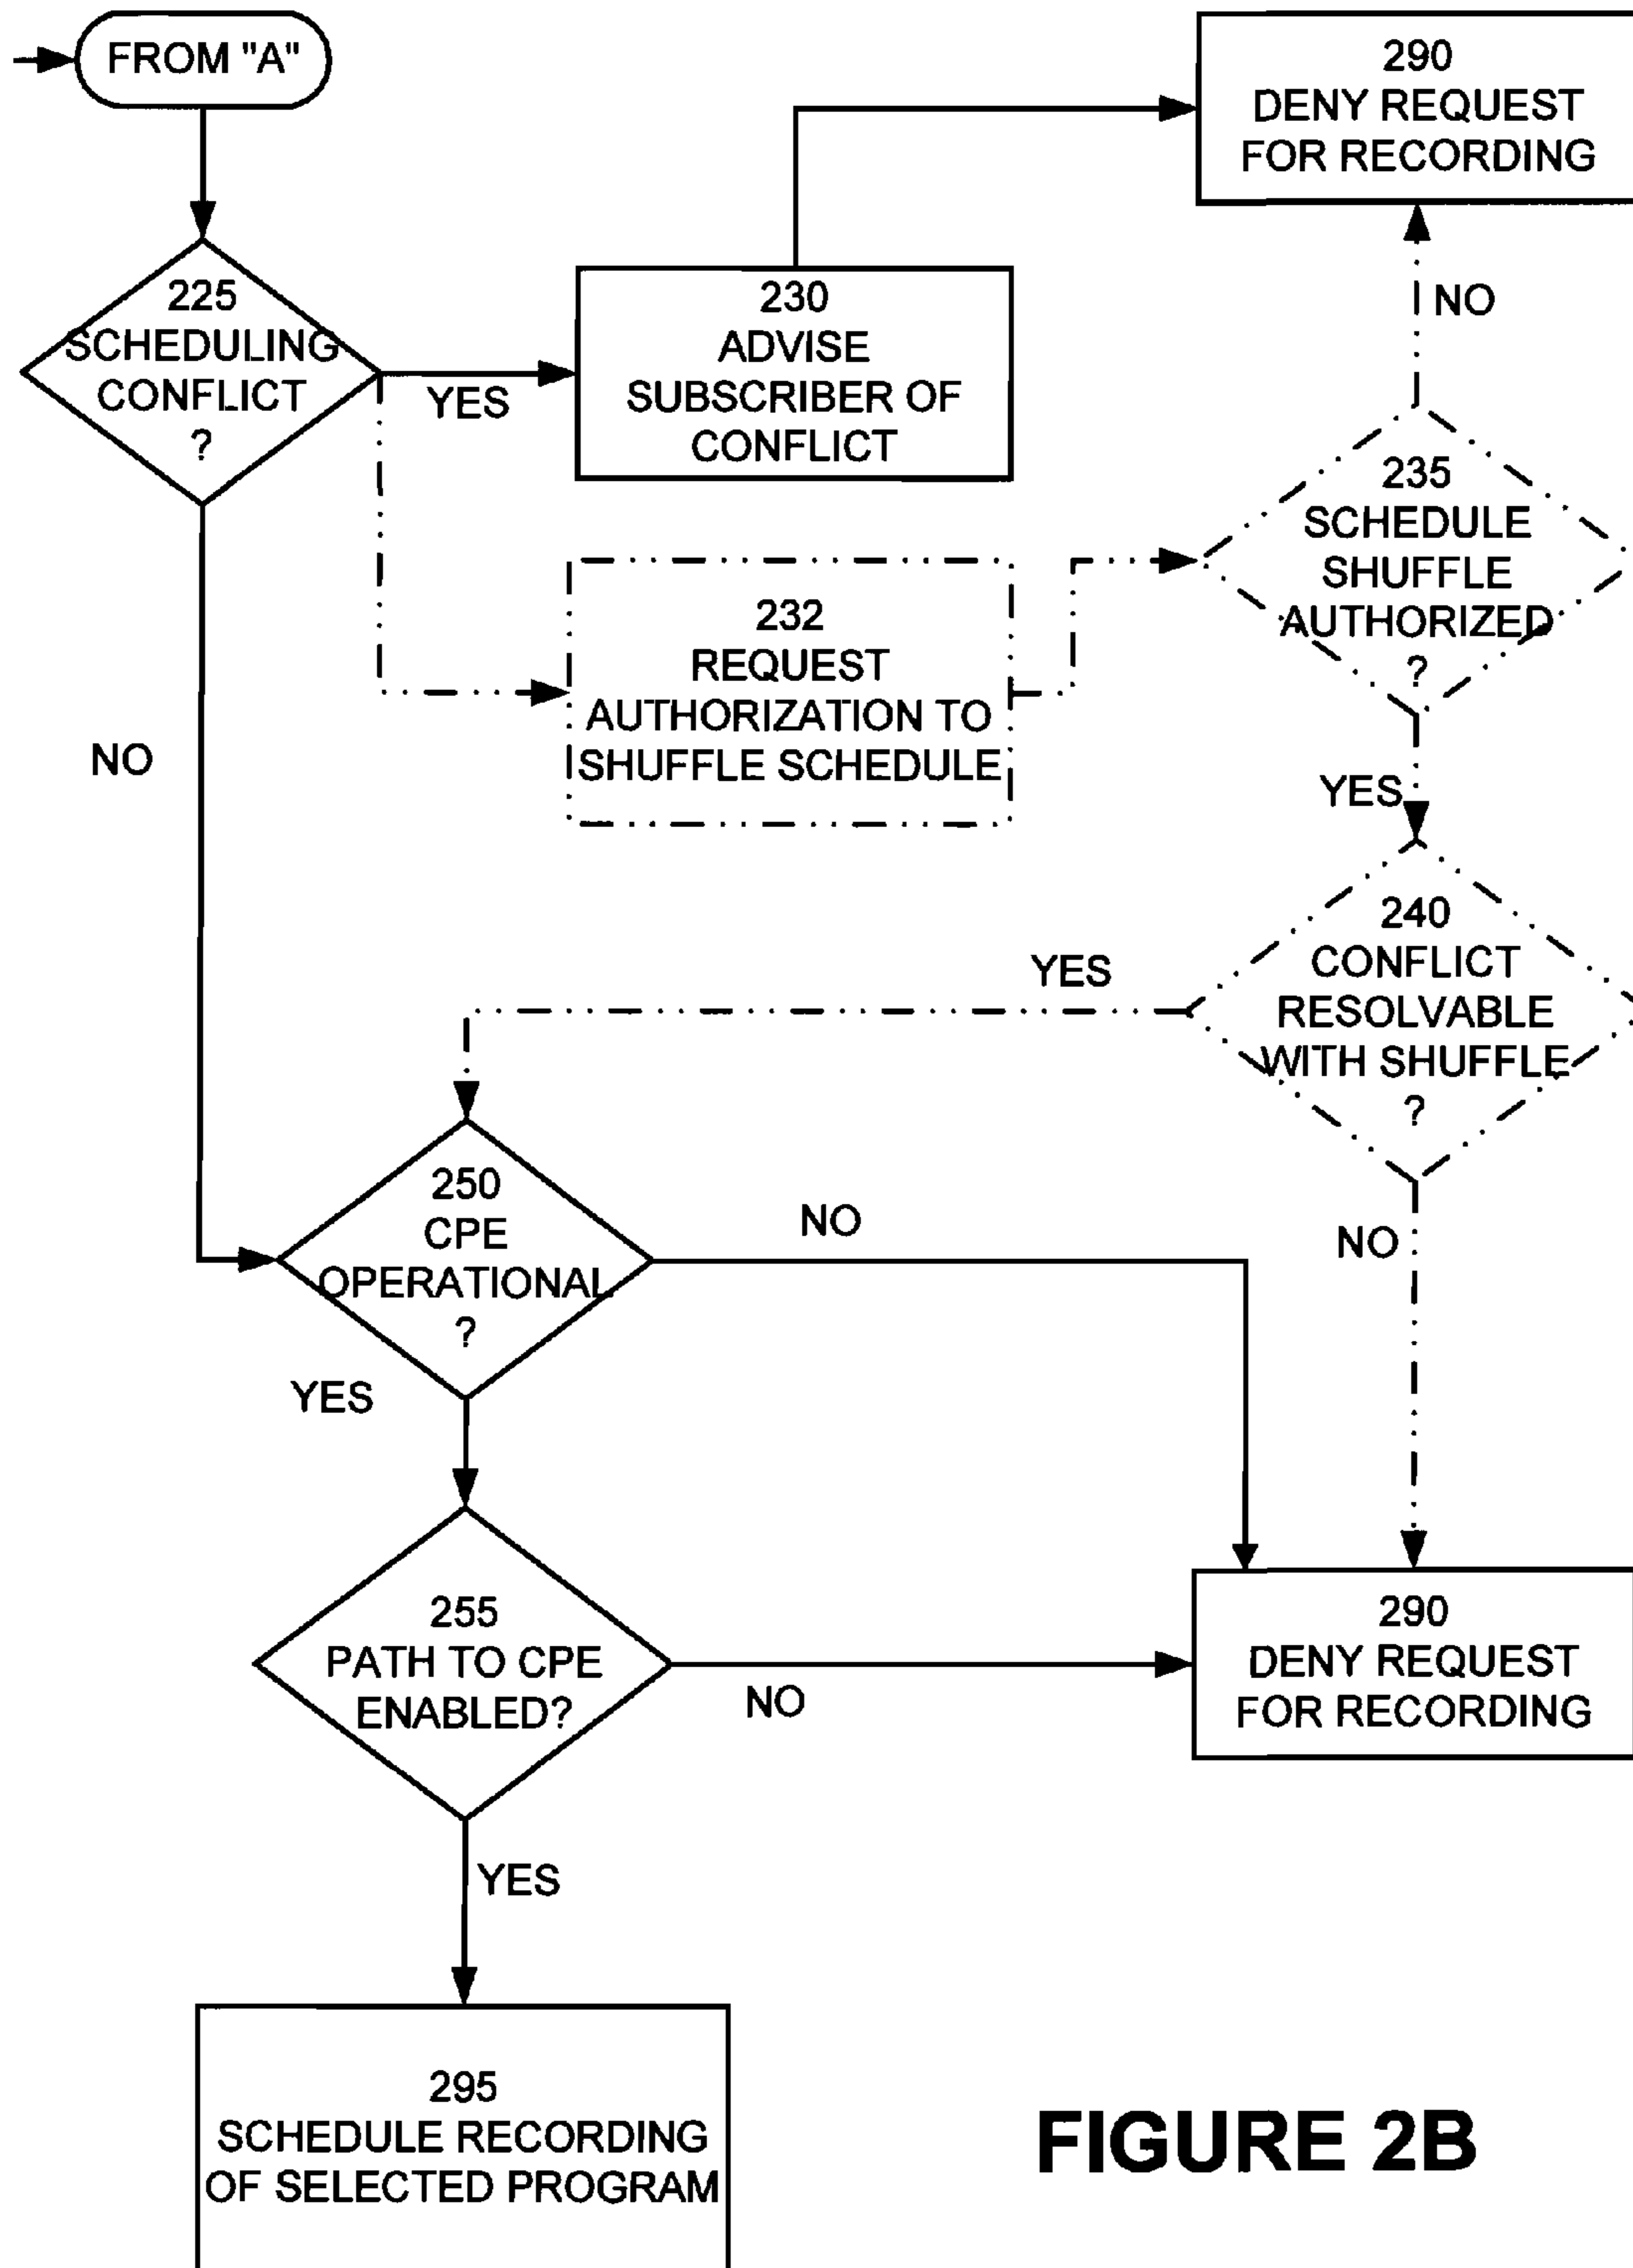 FROM "A"
290
DENY REQUEST
FOR RECORDING
225
SCHEDULING
CONFLICT
?
YES
230
ADVISE
SUBSCRIBER OF
CONFLICT
NO
235
SCHEDULE
SHUFFLE
AUTHORIZED
?
232
REQUEST
AUTHORIZATION TO
SHUFFLE SCHEDULE
NO
YES
240
CONFLICT
RESOLVABLE
WITH SHUFFLE
?
YES
250
CPE
OPERATIONAL
?
NO
NO
YES
255
PATH TO CPE
ENABLED?
NO
290
DENY REQUEST
FOR RECORDING
YES
295
SCHEDULE RECORDING
OF SELECTED PROGRAM
FIGURE 2B